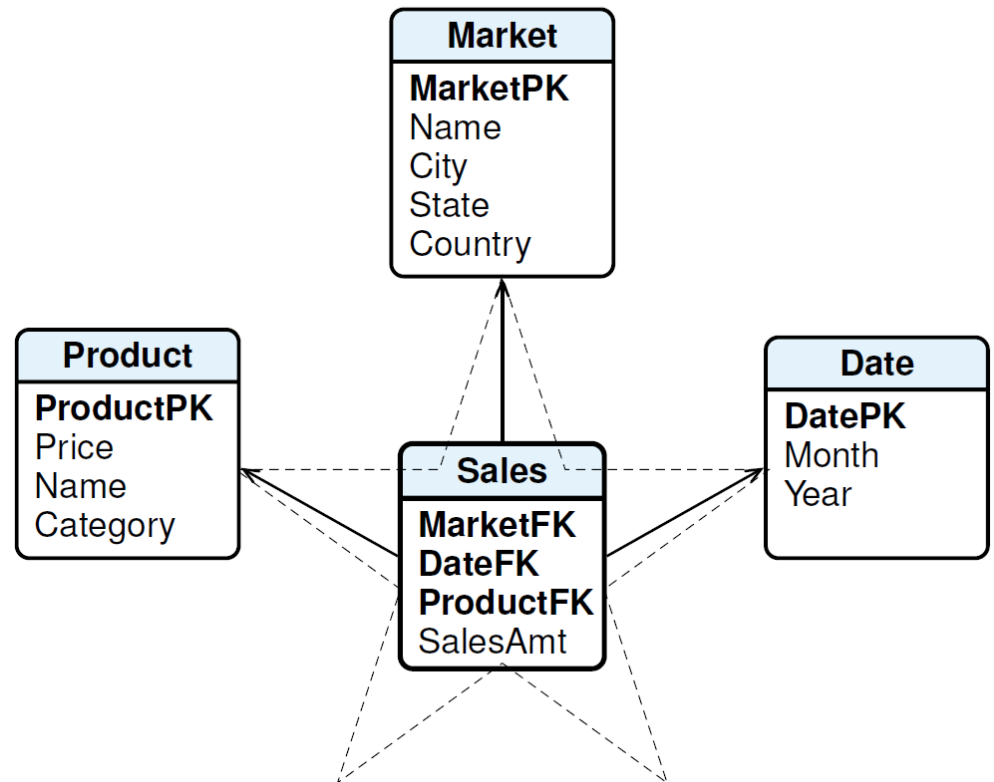 Market
MarketPK
Name
City
State
Country
Product
ProductPK
Price
Name
Category
Date
DatePK
Month
Year
Sales
MarketFK
DateFK
ProductFK
SalesAmt